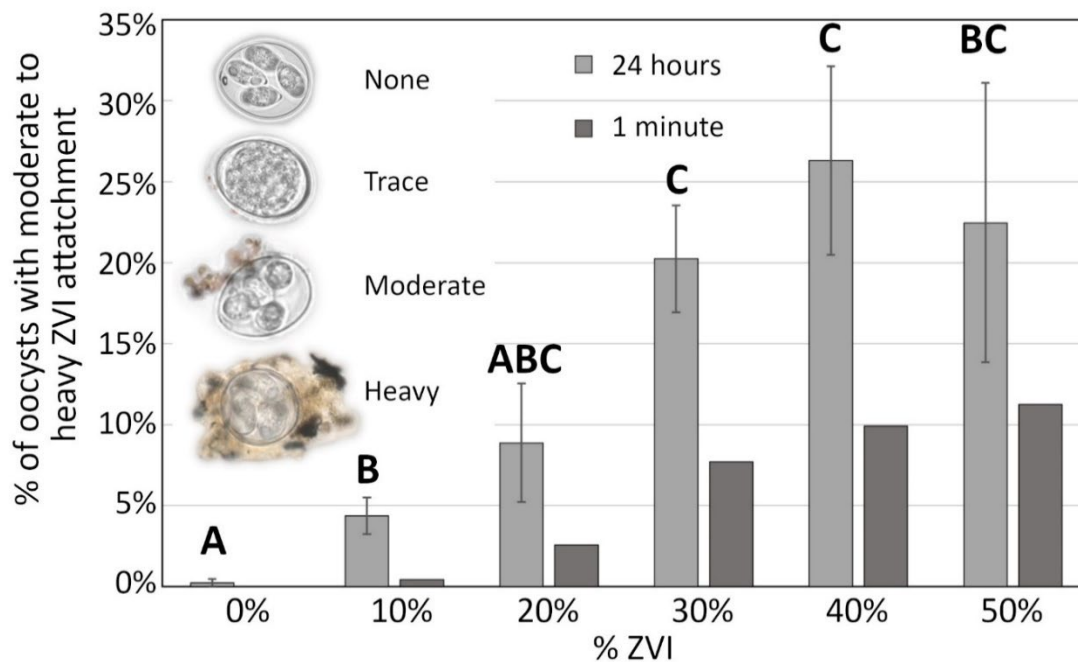 % of oocysts with moderate to
heavy ZVI attatchment
35%
30%
25%
20%
15%
10%
5%
0%
None
Trace
Moderate
Heavy
24 hours
1 minute
A
B
ABC
C
C
BC
0% 10% 20% 30% 40% 50%
% ZVI